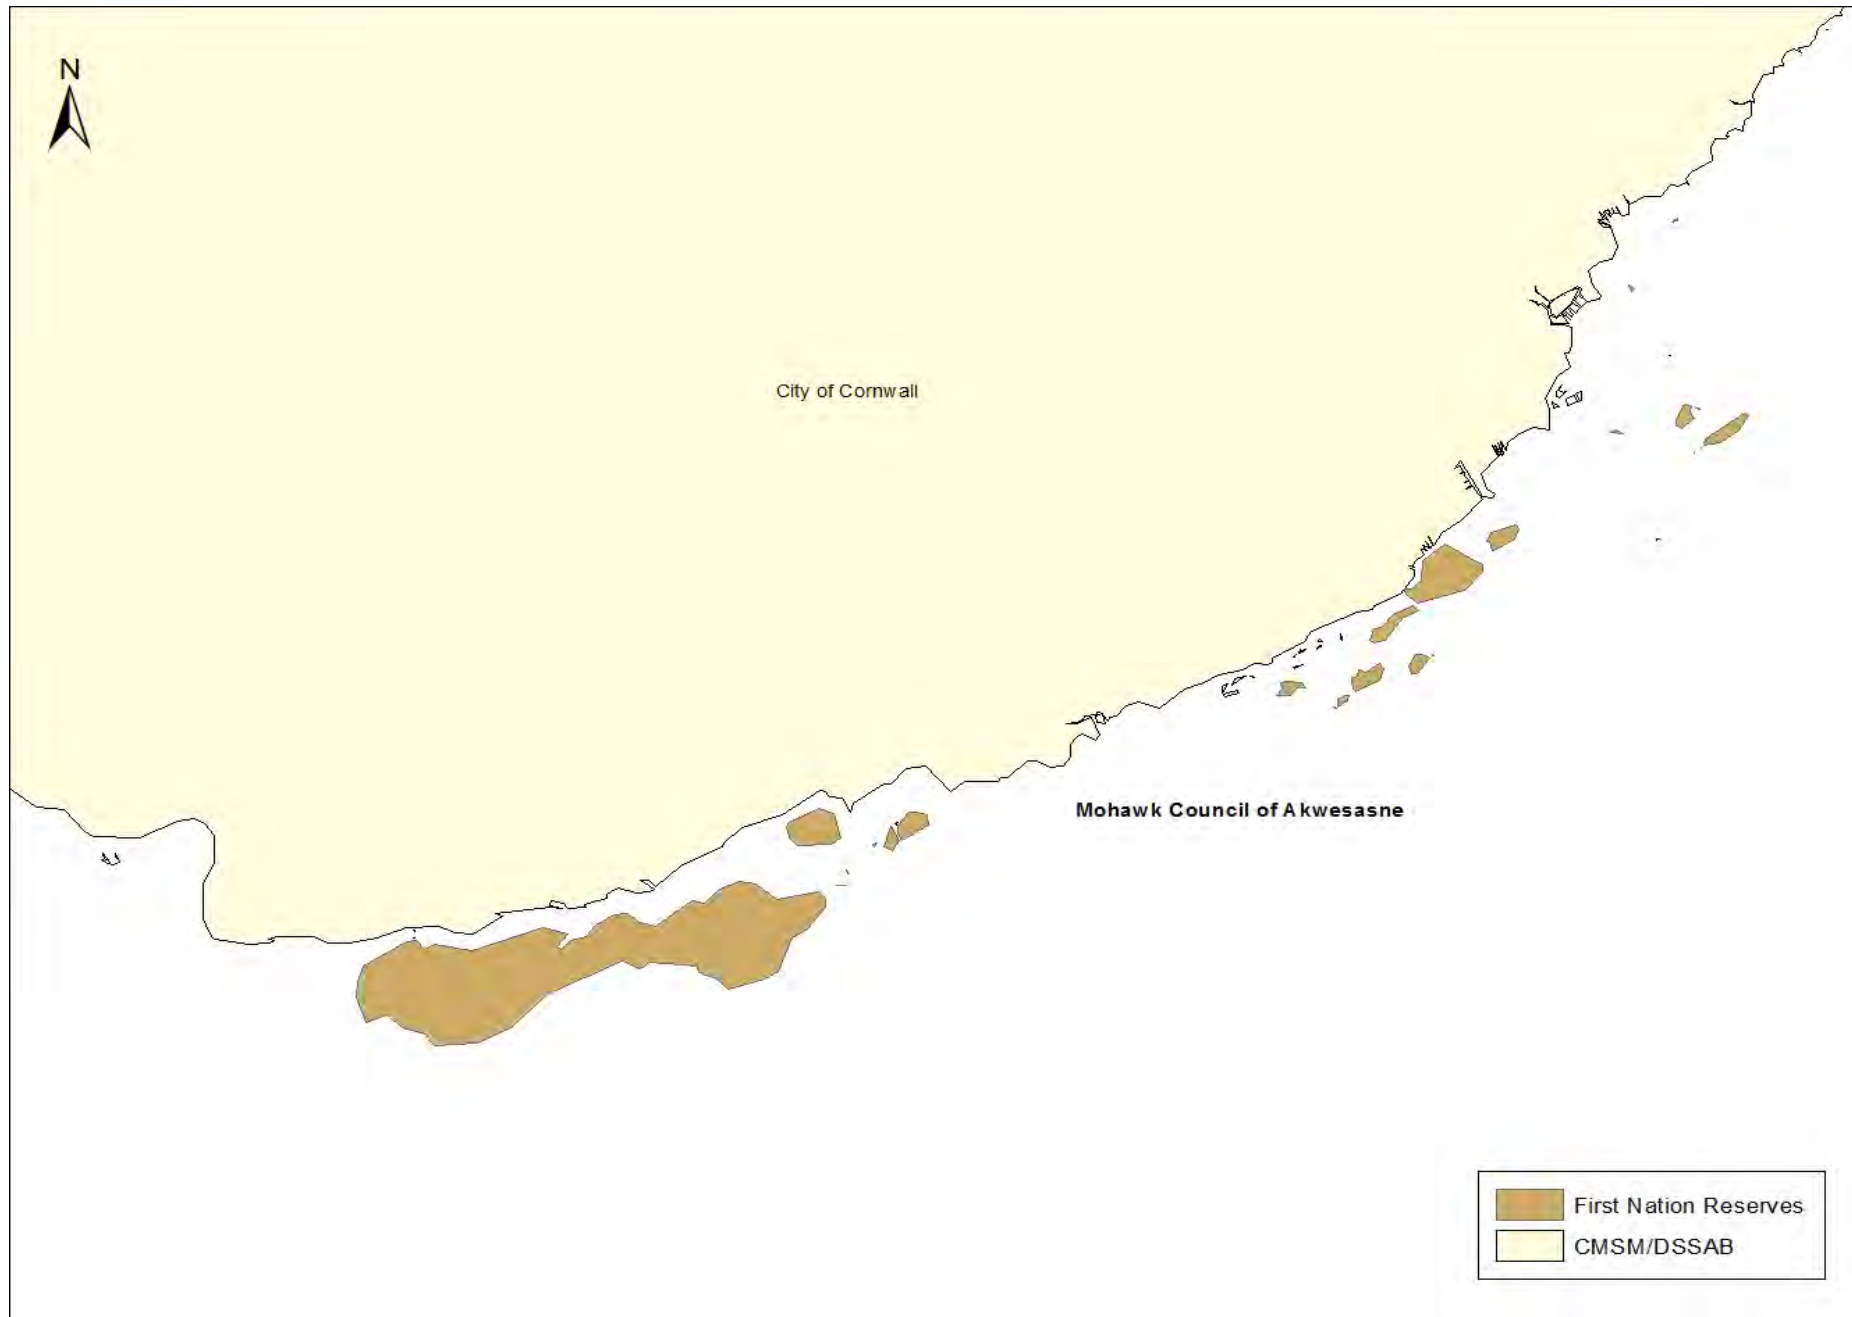 N
City of Cornwall
Mohawk Council of Akwesasne
First Nation Reserves
CMSM/DSSAB